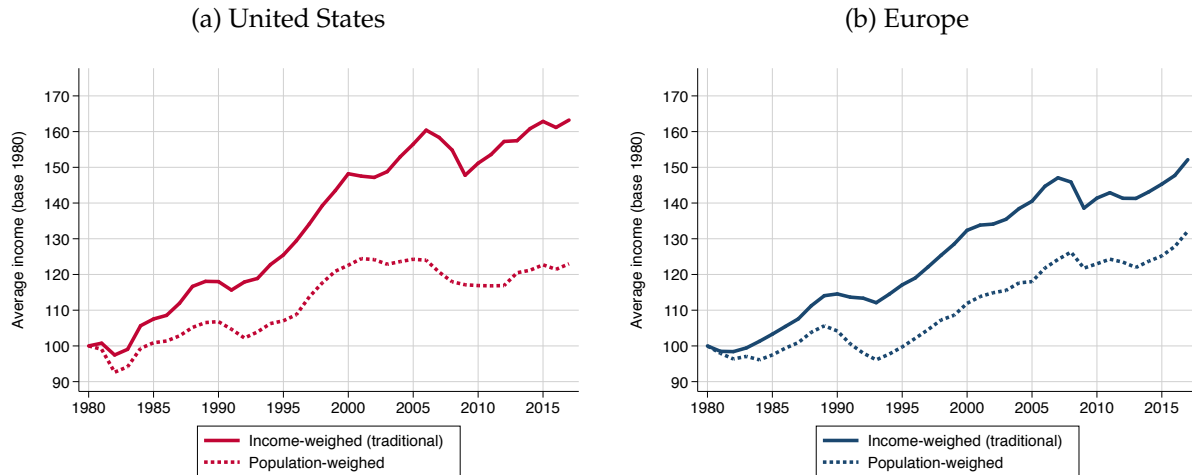 (a) United States
Average income (base 1980)
170
160
150
140
130
120
110
100
90
1980 1985 1990 1995 2000 2005 2010 2015
Income-weighed (traditional)
Population-weighed
(b) Europe
Average income (base 1980)
170
160
150
140
130
120
110
100
90
1980 1985 1990 1995 2000 2005 2010 2015
Income-weighed (traditional)
Population-weighed